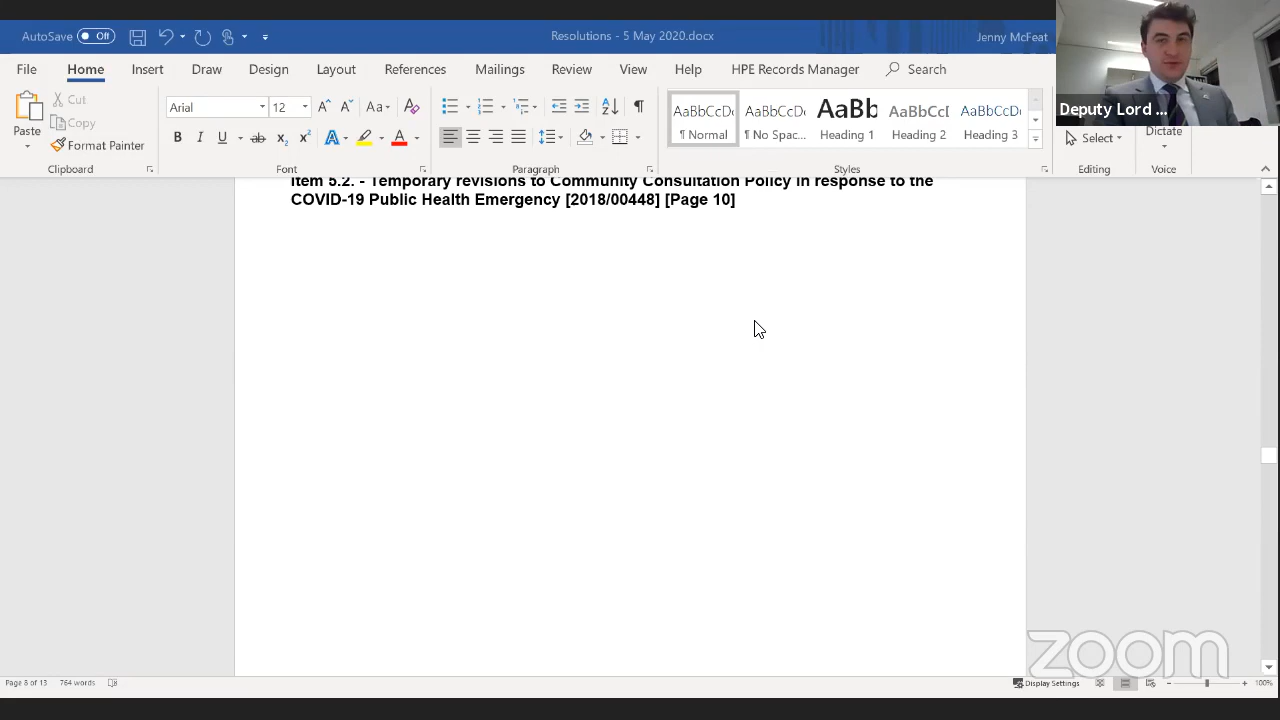 AutoSave Off
Resolutions - 5 May 2020.docx
Jenny McFeat
File Home Insert Draw Design Layout References Mailings Review View Help HPE Records Manager Search
Deputy Lord ...
Paste
Cut
Copy
Format Painter
Arial 12
AaBbCcDc AaBbCcDc AaBb AaBbCcD AaBbCcDc
¶ Normal ¶ No Spac... Heading 1 Heading 2 Heading 3
Select
Dictate
Clipboard Font Paragraph Styles Editing Voice
Item 5.2. - Temporary revisions to Community Consultation Policy in response to the
COVID-19 Public Health Emergency [2018/00448] [Page 10]
zoom
Page 8 of 13 764 words Display Settings 100%